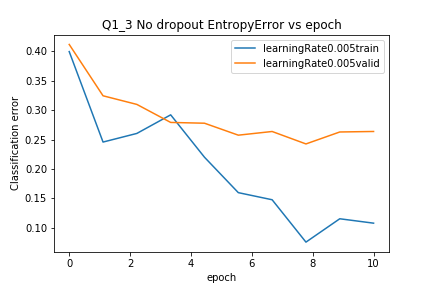 Q1_3 No dropout EntropyError vs epoch
learningRate0.005train
learningRate0.005valid
Classification error
0.40
0.35
0.30
0.25
0.20
0.15
0.10
0 2 4 6 8 10
epoch